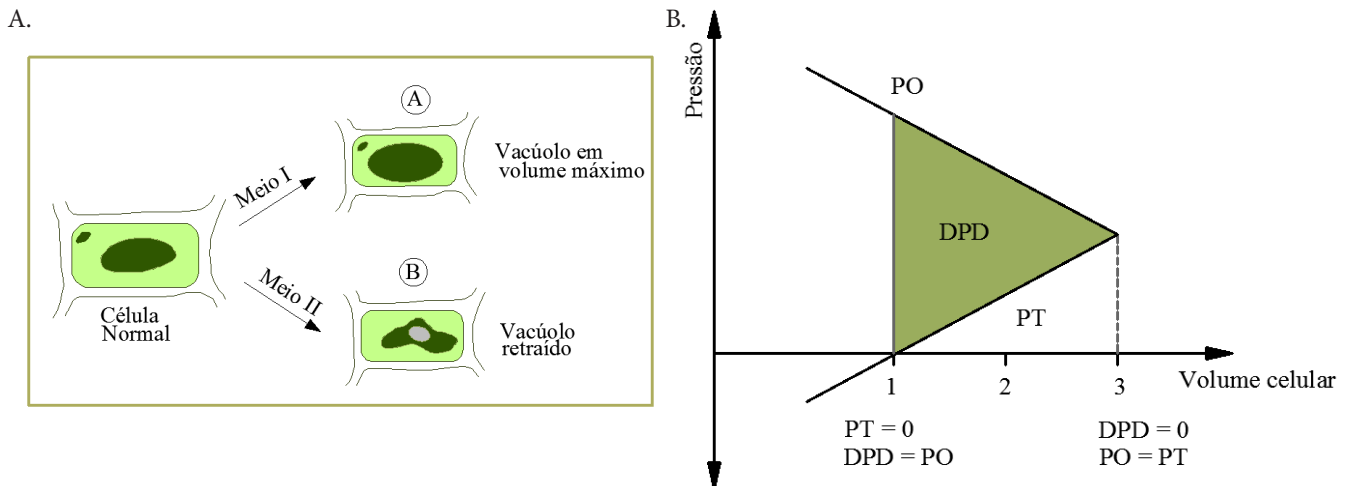 A.
A
Vacúolo em
volume máximo
Meio I
Célula
Normal
Meio II
B
Vacúolo
retraído
B.
Pressão
PO
DPD
PT
1
2
3
Volume celular
PT = 0
DPD = PO
DPD = 0
PO = PT